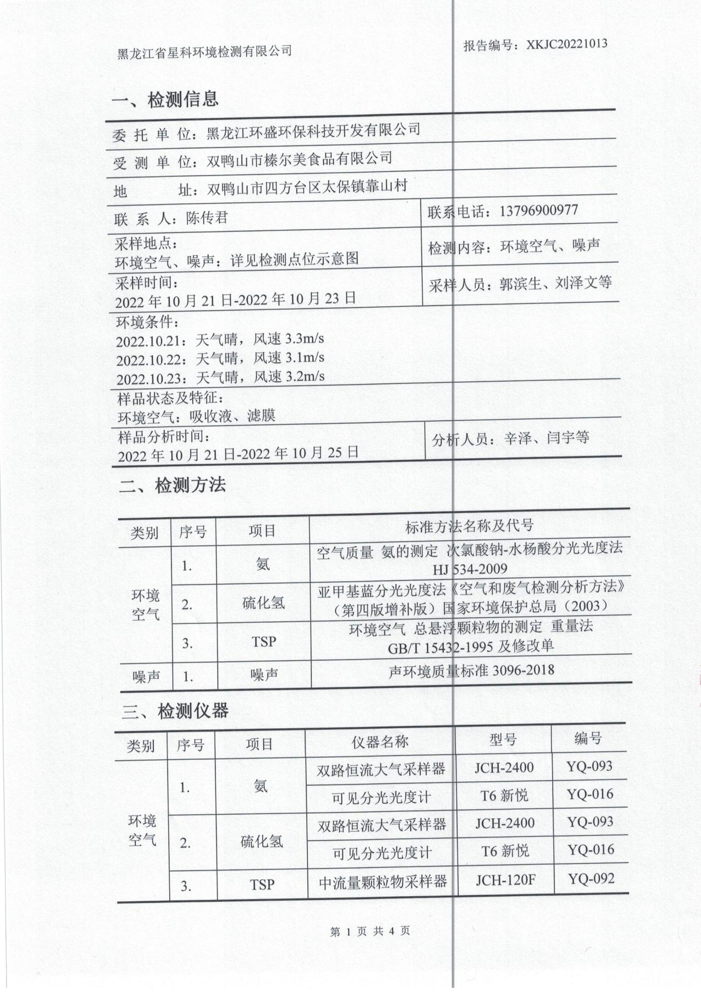 黑龙江省星科环境检测有限公司
报告编号：XKJC20221013
一、检测信息
委 托 单 位：黑龙江环盛环保科技开发有限公司
受 测 单 位：双鸭山市榛尔美食品有限公司
地 址：双鸭山市四方台区太保镇靠山村
联 系 人：陈传君
联系电话：13796900977
采样地点：
环境空气、噪声：详见检测点位示意图
检测内容：环境空气、噪声
采样时间：
2022 年 10 月 21 日-2022 年 10 月 23 日
采样人员：郭滨生、刘泽文等
环境条件：
2022.10.21：天气晴，风速 3.3m/s
2022.10.22：天气晴，风速 3.1m/s
2022.10.23：天气晴，风速 3.2m/s
样品状态及特征：
环境空气：吸收液、滤膜
样品分析时间：
2022 年 10 月 21 日-2022 年 10 月 25 日
分析人员：辛泽、闫宇等
二、检测方法
类别 序号 项目 标准方法名称及代号
环境
空气
1. 氨
空气质量 氨的测定 次氯酸钠-水杨酸分光光度法
HJ 534-2009
2. 硫化氢
亚甲基蓝分光光度法《空气和废气检测分析方法》
（第四版增补版）国家环境保护总局（2003）
3. TSP
环境空气 总悬浮颗粒物的测定 重量法
GB/T 15432-1995 及修改单
噪声 1. 噪声 声环境质量标准 3096-2018
三、检测仪器
类别 序号 项目 仪器名称 型号 编号
环境
空气
1. 氨
双路恒流大气采样器 JCH-2400 YQ-093
可见分光光度计 T6 新悦 YQ-016
2. 硫化氢
双路恒流大气采样器 JCH-2400 YQ-093
可见分光光度计 T6 新悦 YQ-016
3. TSP 中流量颗粒物采样器 JCH-120F YQ-092
第 1 页 共 4 页